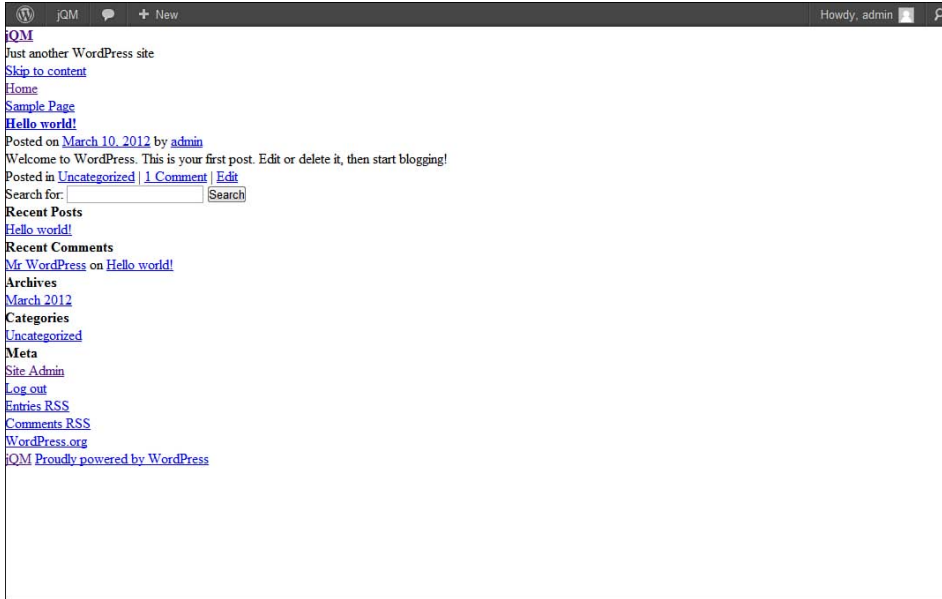 jQM + New Howdy, admin
jQM
Just another WordPress site
Skip to content
Home
Sample Page
Hello world!
Posted on March 10, 2012 by admin
Welcome to WordPress. This is your first post. Edit or delete it, then start blogging!
Posted in Uncategorized | 1 Comment | Edit
Search for: Search
Recent Posts
Hello world!
Recent Comments
Mr WordPress on Hello world!
Archives
March 2012
Categories
Uncategorized
Meta
Site Admin
Log out
Entries RSS
Comments RSS
WordPress.org
jQM Proudly powered by WordPress